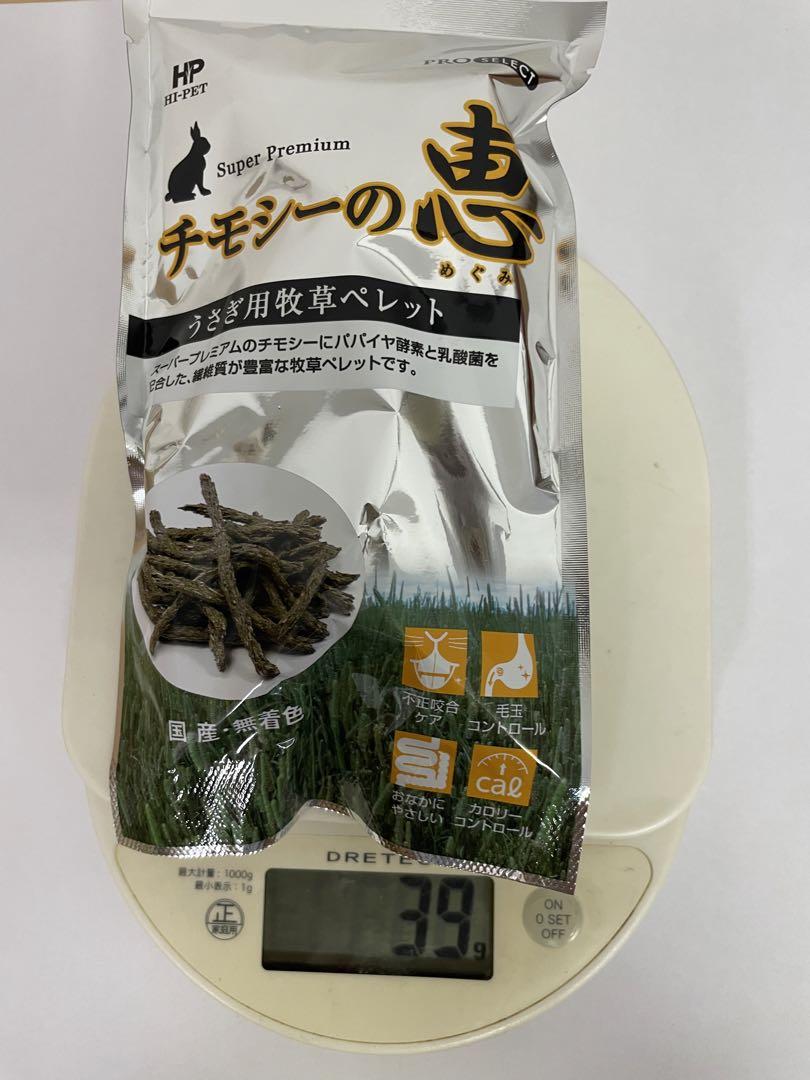 HP
HI-PET
PRO SELECT
Super Premium
チモシーの恵
めぐみ
うさぎ用牧草ペレット
スーパープレミアムのチモシーにパパイヤ酵素と乳酸菌を
配合した、繊維質が豊富な牧草ペレットです。
国産・無着色
不正咬合
ケア
毛玉
コントロール
おなかに
やさしい
cal
カロリー
コントロール
DRETEC
最大計量:1000g
最小表示:1g
正
家庭用
39g
ON
0 SET
OFF